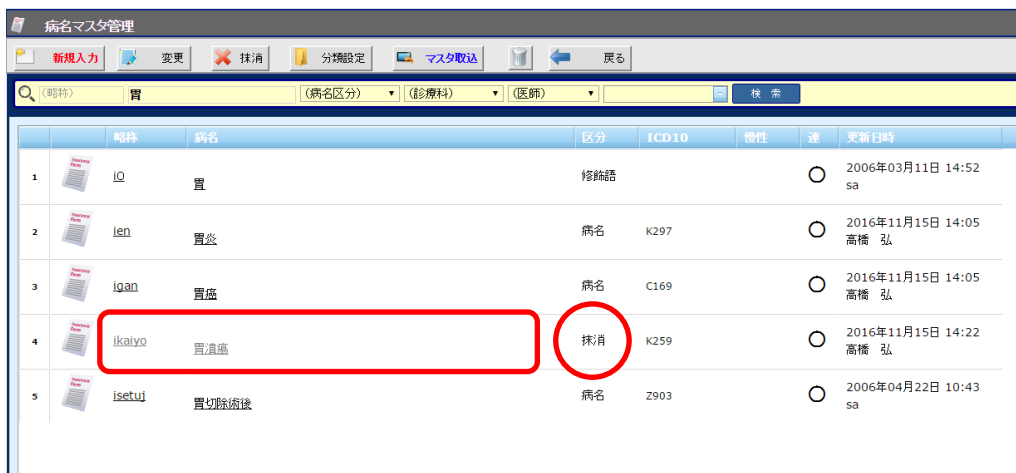 病名マスタ管理
新規入力 変更 抹消 分類設定 マスタ取込 戻る
(略称) 胃 (病名区分) (診療科) (医師) 検 索
略称 病名 区分 ICD10 慢性 連 更新日時
1 iO 胃 修飾語 ○ 2006年03月11日 14:52
sa
2 ien 胃炎 病名 K297 ○ 2016年11月15日 14:05
高橋 弘
3 igan 胃癌 病名 C169 ○ 2016年11月15日 14:05
高橋 弘
4 ikaiyo 胃潰瘍 抹消 K259 ○ 2016年11月15日 14:22
高橋 弘
5 isetuj 胃切除術後 病名 Z903 ○ 2006年04月22日 10:43
sa